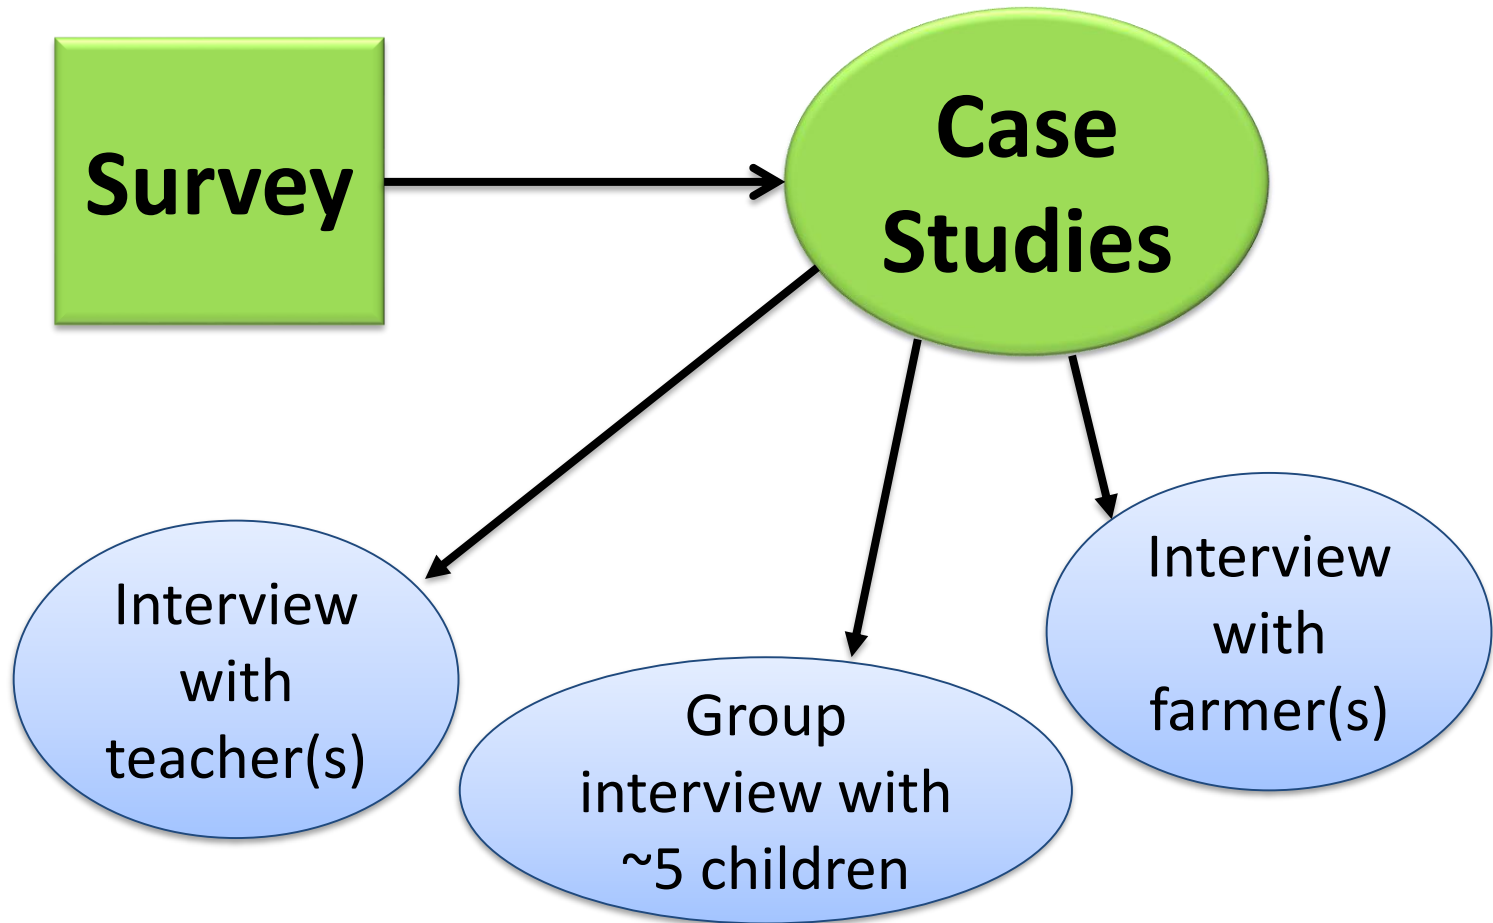 Survey
Case
Studies
Interview
with
teacher(s)
Group
interview with
~5 children
Interview
with
farmer(s)